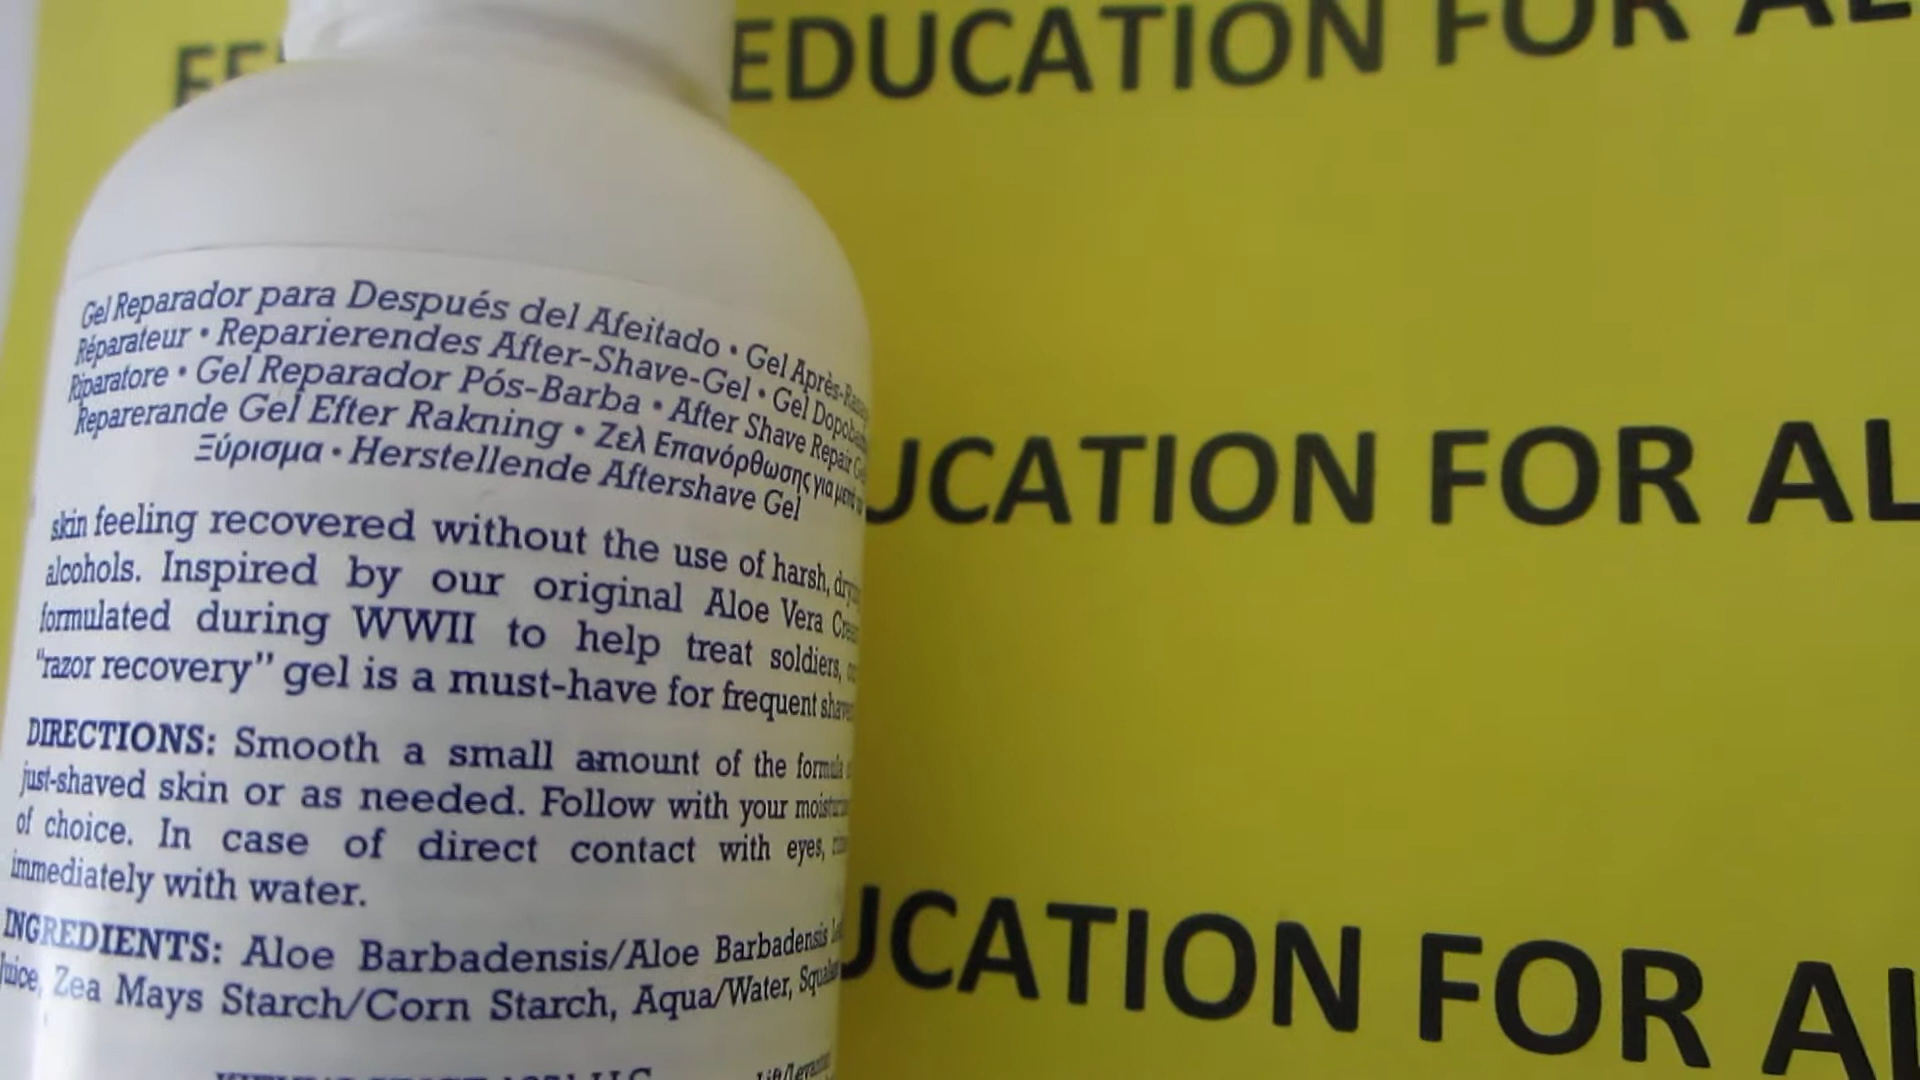 EDUCATION FOR
Gel Reparador para Después del Afeitado • Gel Après-
Réparateur • Reparierendes After-Shave-Gel • Gel
Riparatore • Gel Reparador Pós-Barba • After Shave Repair
Reparerande Gel Efter Rakning • Ζελ Επανόρθωσης για μετά το
Ξύρισμα • Herstellende Aftershave Gel
skin feeling recovered without the use of harsh,
alcohols. Inspired by our original Aloe Vera
formulated during WWII to help treat soldiers,
"razor recovery" gel is a must-have for frequent
DIRECTIONS: Smooth a small amount of the formula
just-shaved skin or as needed. Follow with your
of choice. In case of direct contact with eyes,
immediately with water.
INGREDIENTS: Aloe Barbadensis/Aloe Barbadensis
Juice, Zea Mays Starch/Corn Starch, Aqua/Water,
UCATION FOR AL
UCATION FOR AL